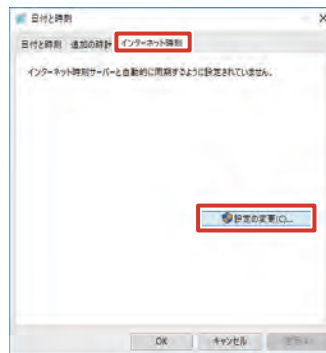 日付と時刻
日付と時刻 追加の時計 インターネット時刻
インターネット時刻サーバーと自動的に同期するように設定されていません。
設定の変更(C)...
OK キャンセル 適用(A)